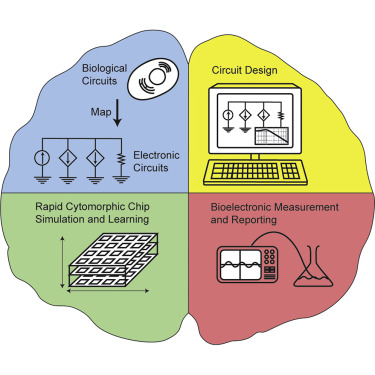 Biological
Circuits
Map
Electronic
Circuits
Circuit Design
Rapid Cytomorphic Chip
Simulation and Learning
Bioelectronic Measurement
and Reporting